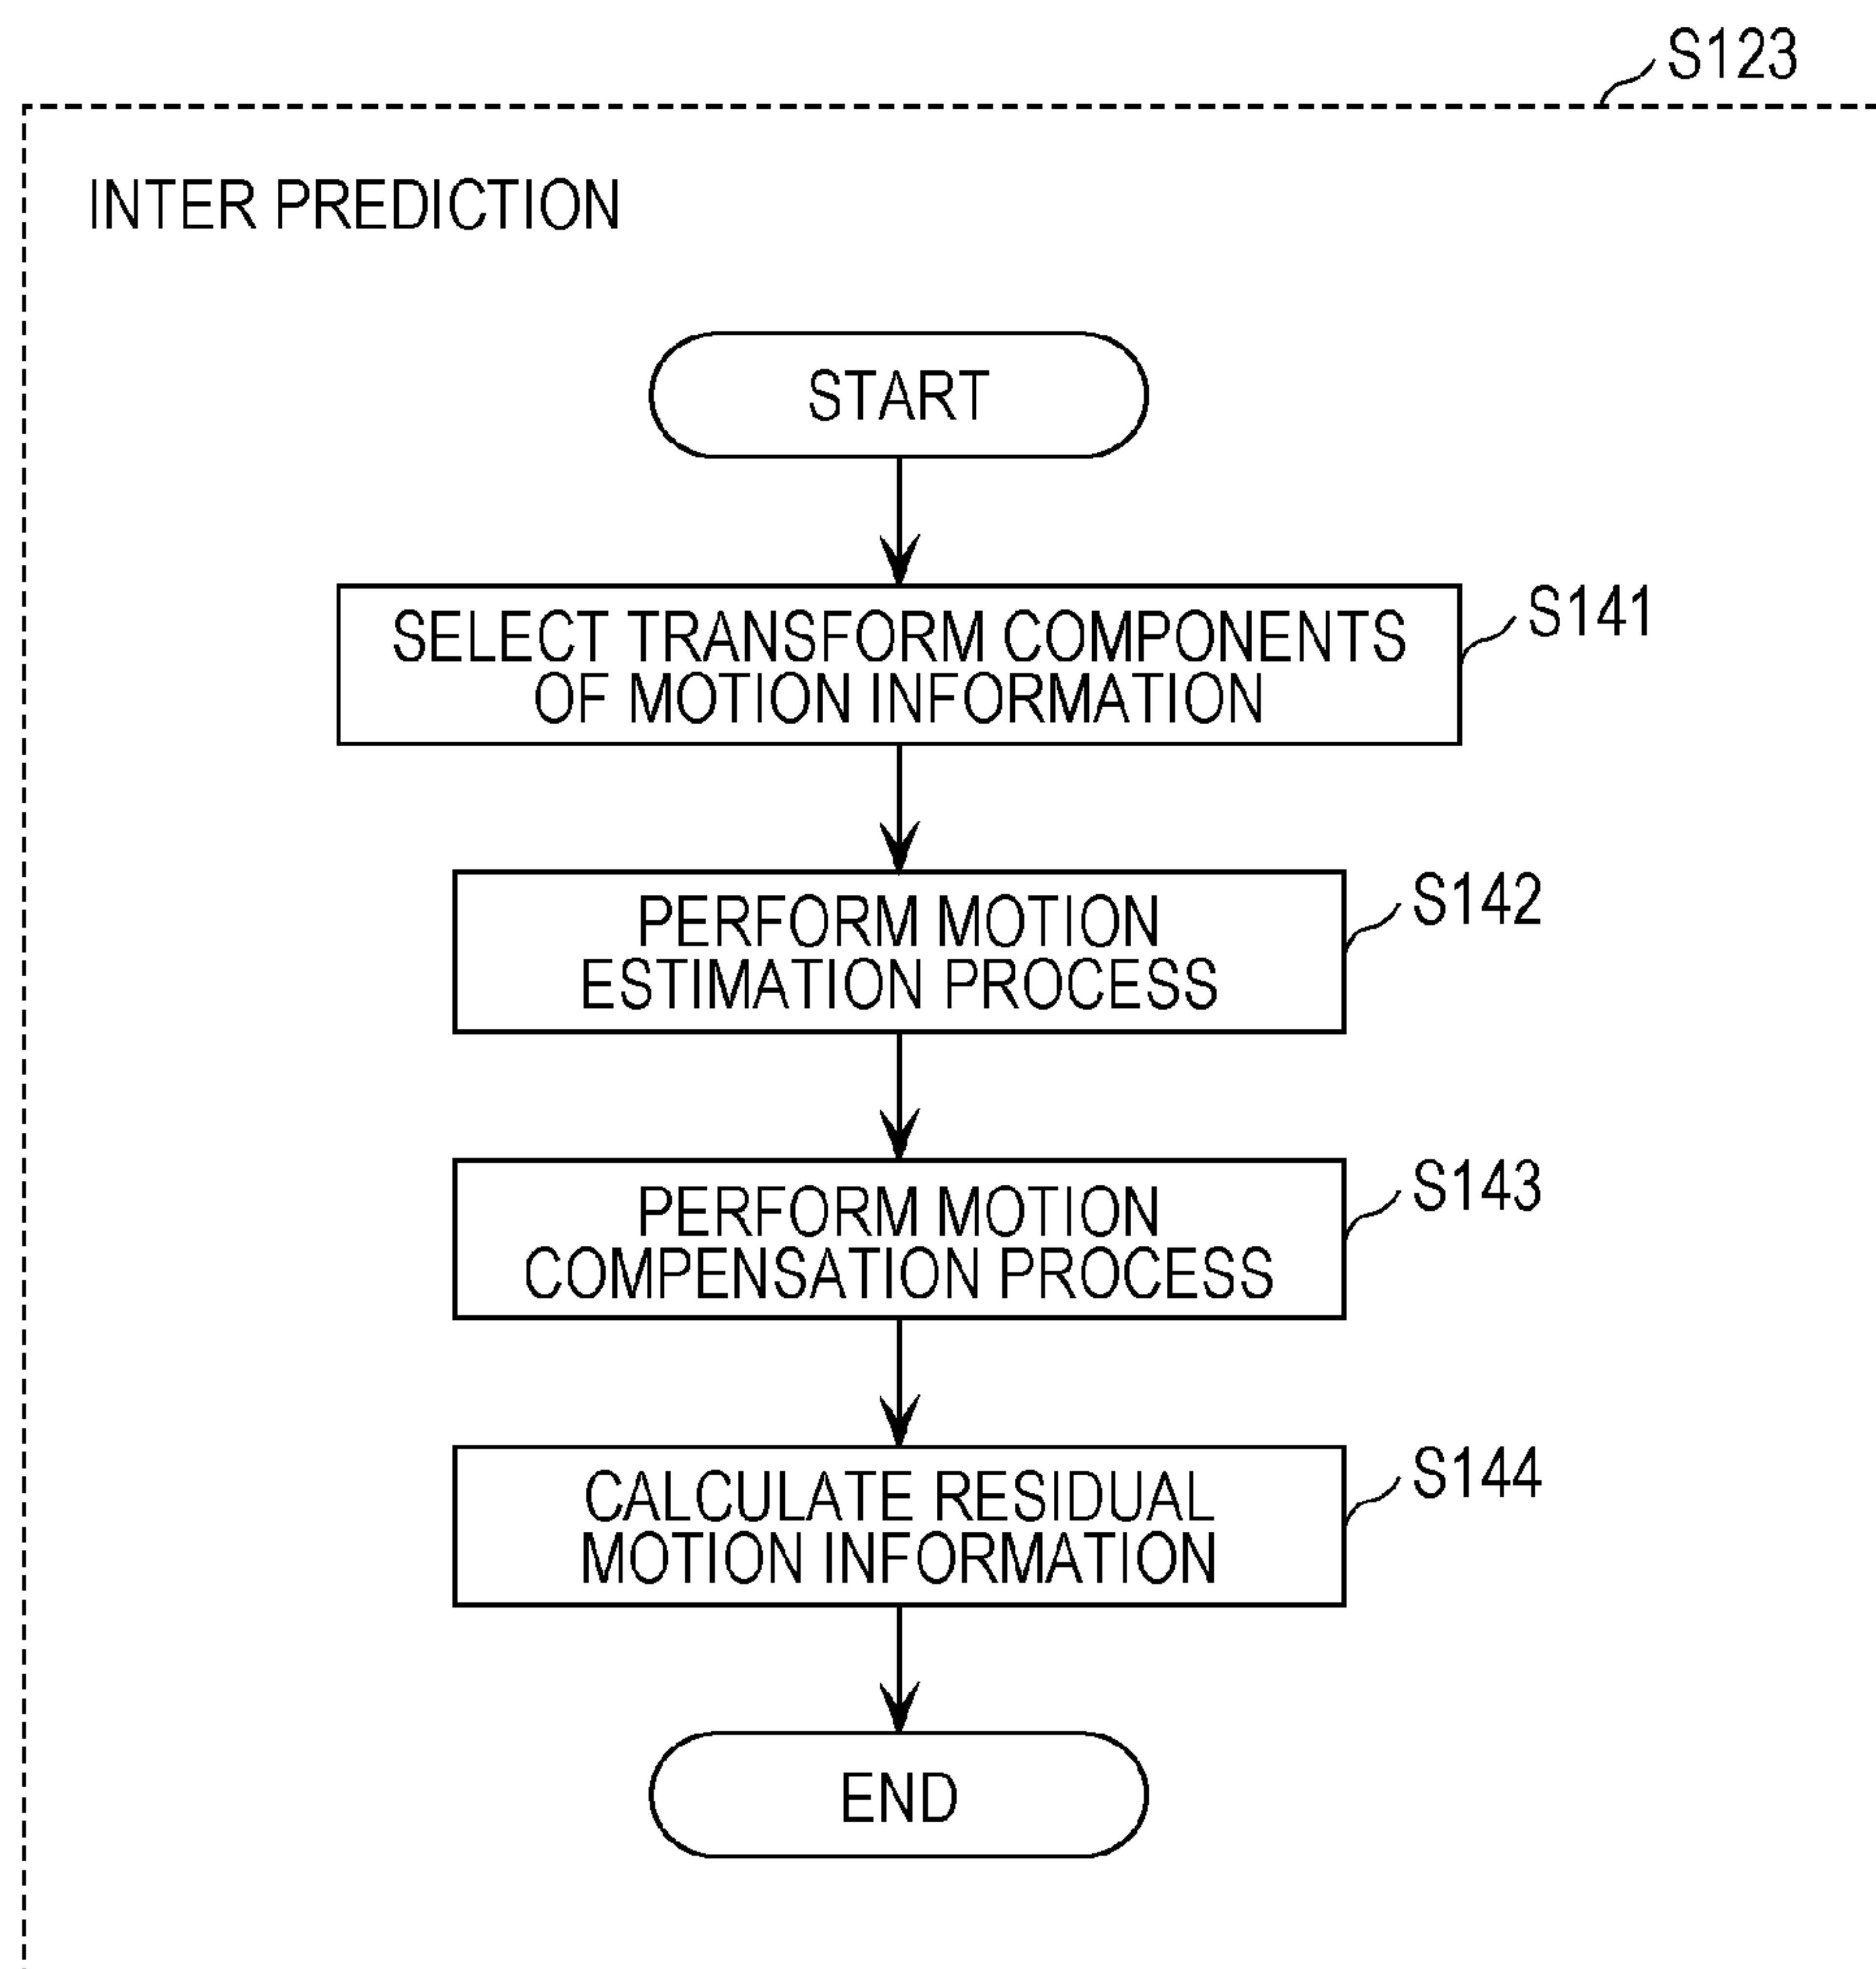 S123
INTER PREDICTION
START
SELECT TRANSFORM COMPONENTS
OF MOTION INFORMATION
S141
PERFORM MOTION
ESTIMATION PROCESS
S142
PERFORM MOTION
COMPENSATION PROCESS
S143
CALCULATE RESIDUAL
MOTION INFORMATION
S144
END